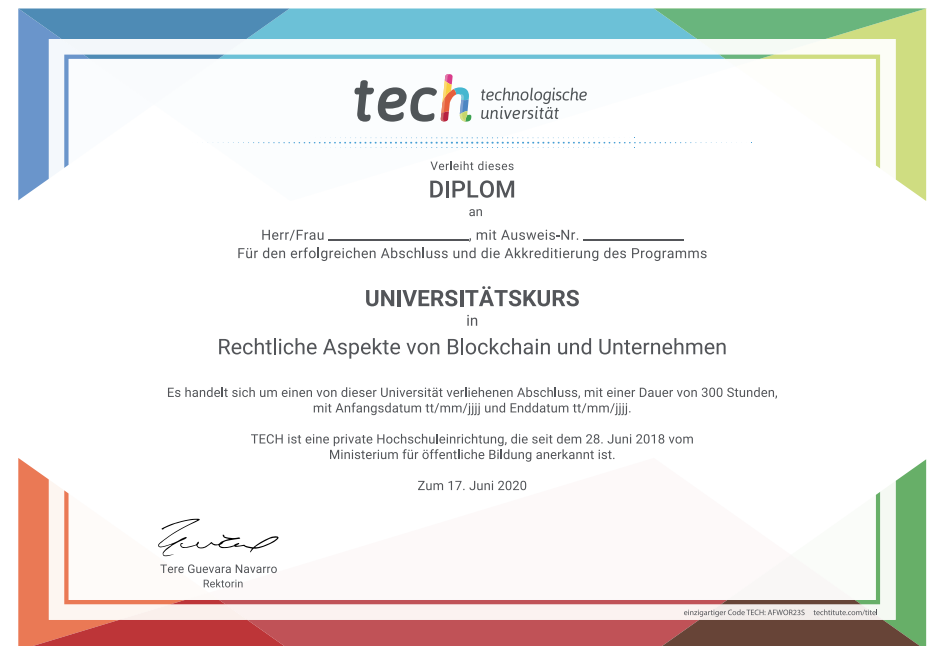 tech technologische
universität
Verleiht dieses
DIPLOM
an
Herr/Frau ____________, mit Ausweis-Nr. ____________
Für den erfolgreichen Abschluss und die Akkreditierung des Programms
UNIVERSITÄTSKURS
in
Rechtliche Aspekte von Blockchain und Unternehmen
Es handelt sich um einen von dieser Universität verliehenen Abschluss, mit einer Dauer von 300 Stunden,
mit Anfangsdatum tt/mm/jjjj und Enddatum tt/mm/jjjj.
TECH ist eine private Hochschuleinrichtung, die seit dem 28. Juni 2018 vom
Ministerium für öffentliche Bildung anerkannt ist.
Zum 17. Juni 2020
Tere Guevara Navarro
Rektorin
einzigartiger Code TECH: AFWOR23S techtitute.com/titel